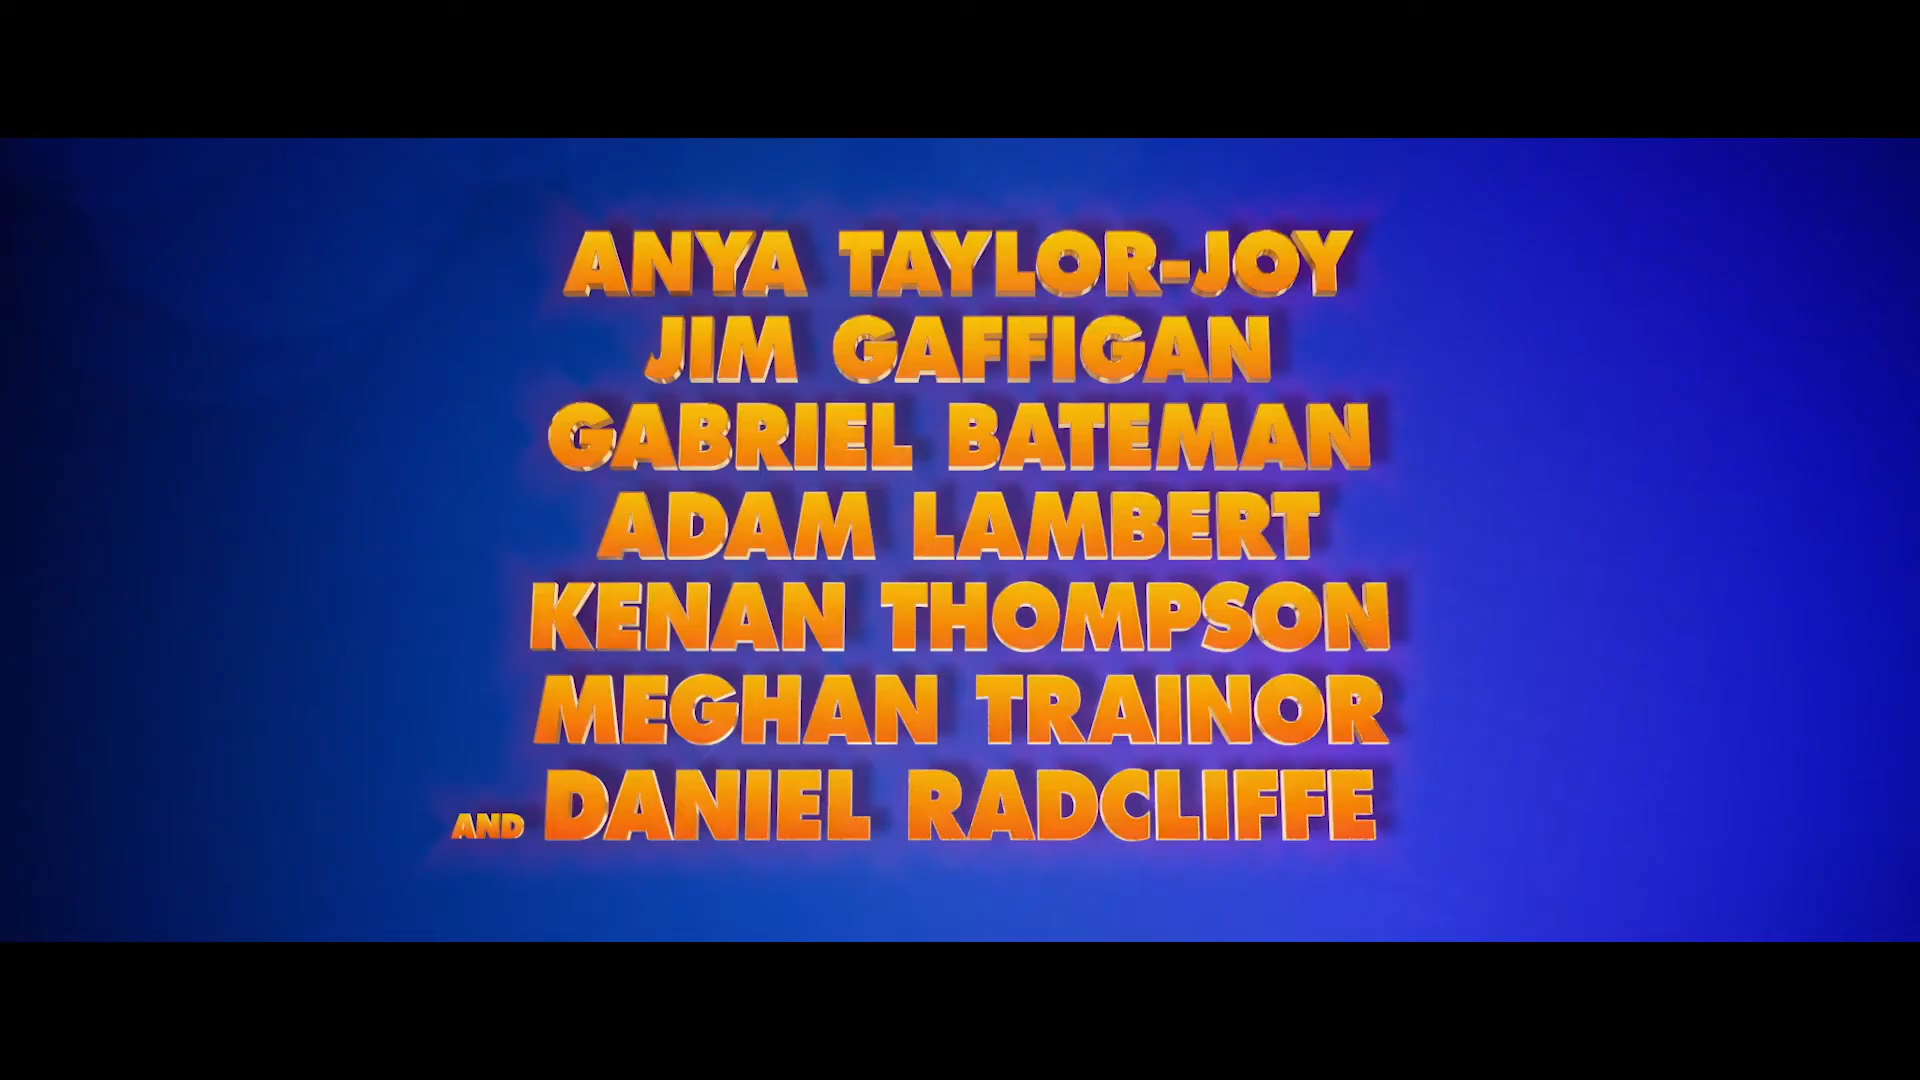 ANYA TAYLOR-JOY
JIM GAFFIGAN
GABRIEL BATEMAN
ADAM LAMBERT
KENAN THOMPSON
MEGHAN TRAINOR
AND DANIEL RADCLIFFE